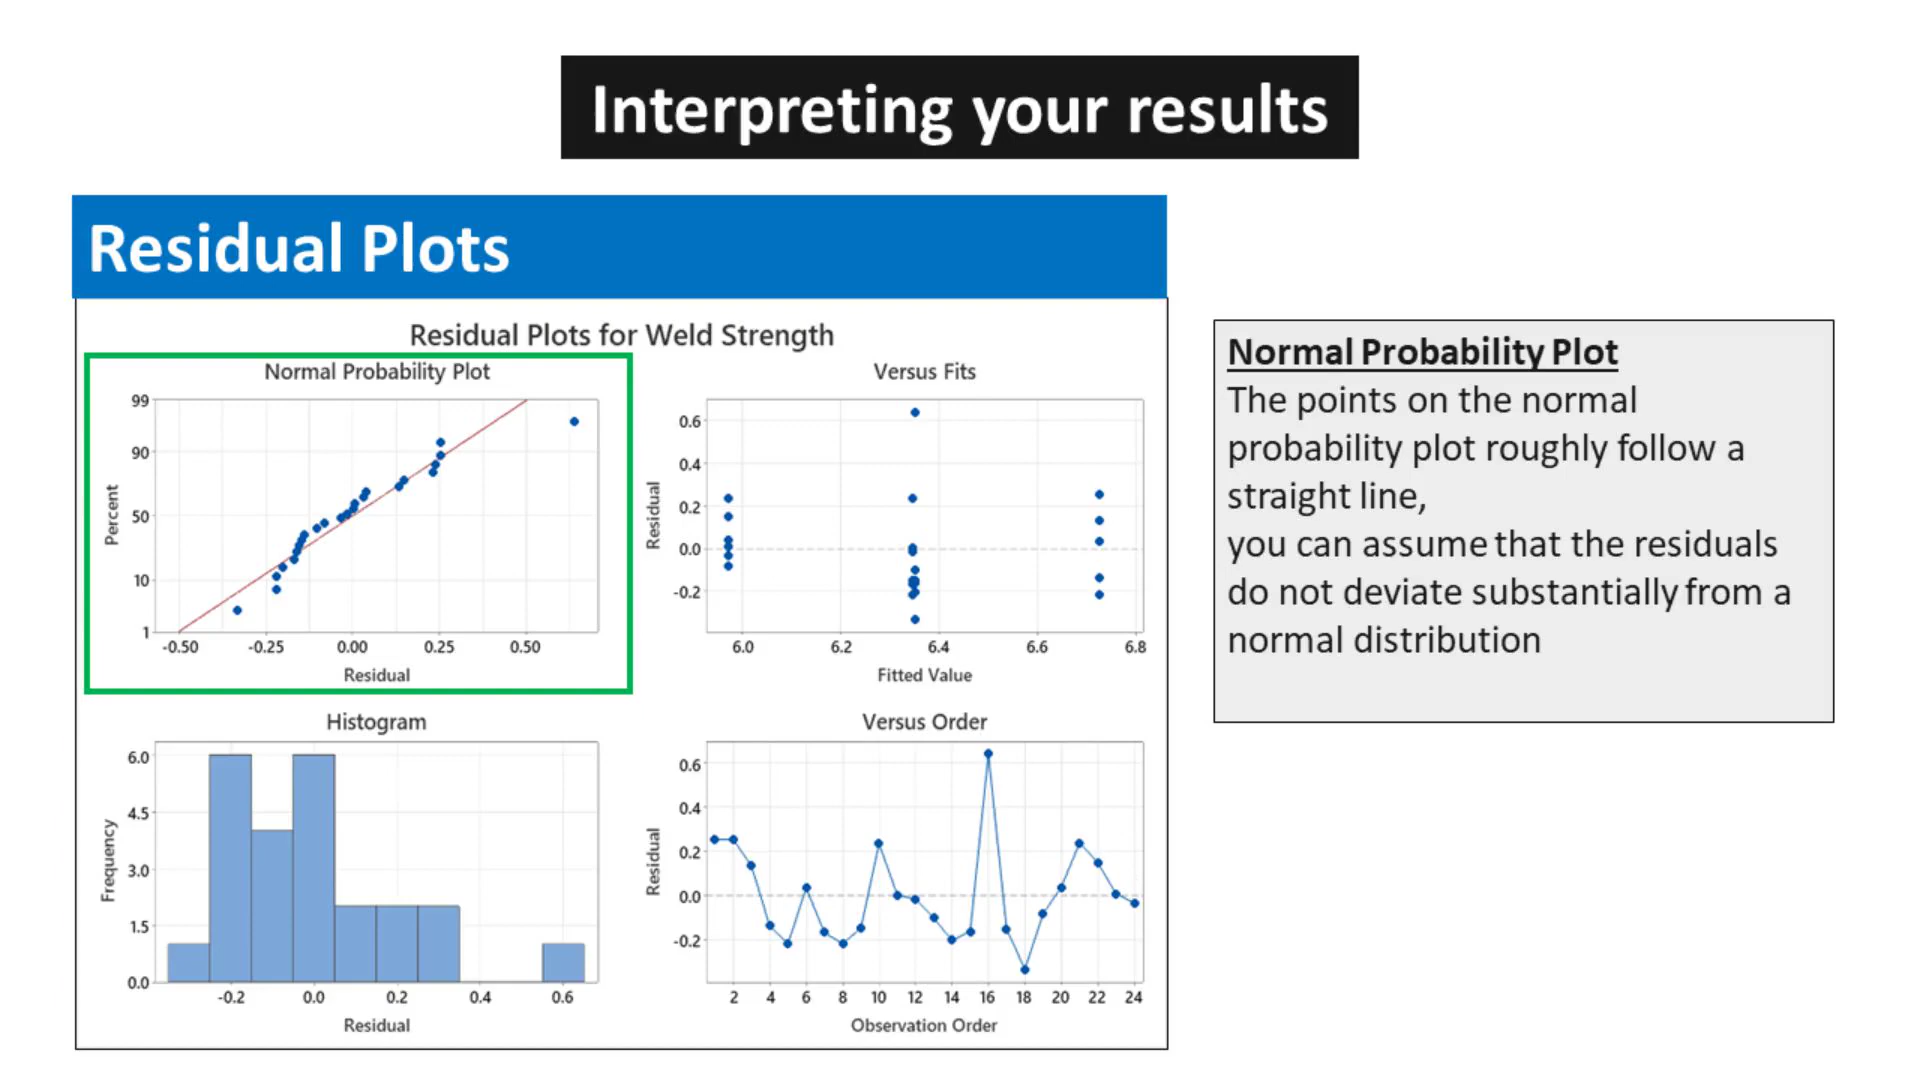 Interpreting your results
Residual Plots
Residual Plots for Weld Strength
Normal Probability Plot
99
90
50
10
1
Percent
-0.50 -0.25 0.00 0.25 0.50
Residual
Versus Fits
0.6
0.4
0.2
0.0
-0.2
Residual
6.0 6.2 6.4 6.6 6.8
Fitted Value
Histogram
6.0
4.5
3.0
1.5
0.0
Frequency
-0.2 0.0 0.2 0.4 0.6
Residual
Versus Order
0.6
0.4
0.2
0.0
-0.2
Residual
2 4 6 8 10 12 14 16 18 20 22 24
Observation Order
Normal Probability Plot
The points on the normal
probability plot roughly follow a
straight line,
you can assume that the residuals
do not deviate substantially from a
normal distribution